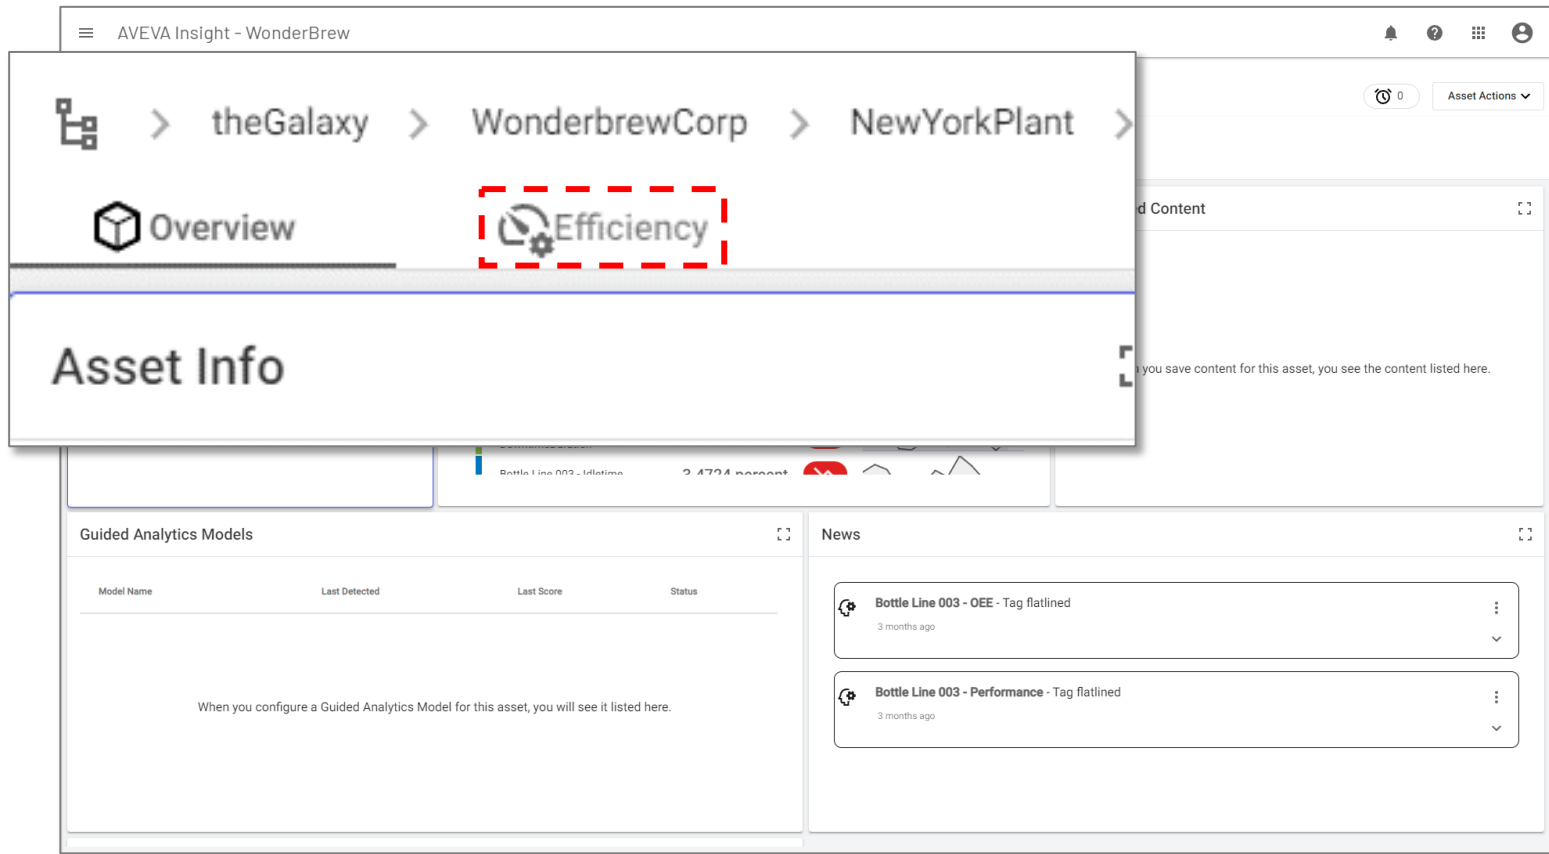 AVEVA Insight - WonderBrew
theGalaxy > WonderbrewCorp > NewYorkPlant >
0
Asset Actions
Overview
Efficiency
d Content
Asset Info
you save content for this asset, you see the content listed here.
Bottle Line 003 - Idletime
3.4724 percent
Guided Analytics Models
Model Name Last Detected Last Score Status
When you configure a Guided Analytics Model for this asset, you will see it listed here.
News
Bottle Line 003 - OEE - Tag flatlined
3 months ago
Bottle Line 003 - Performance - Tag flatlined
3 months ago